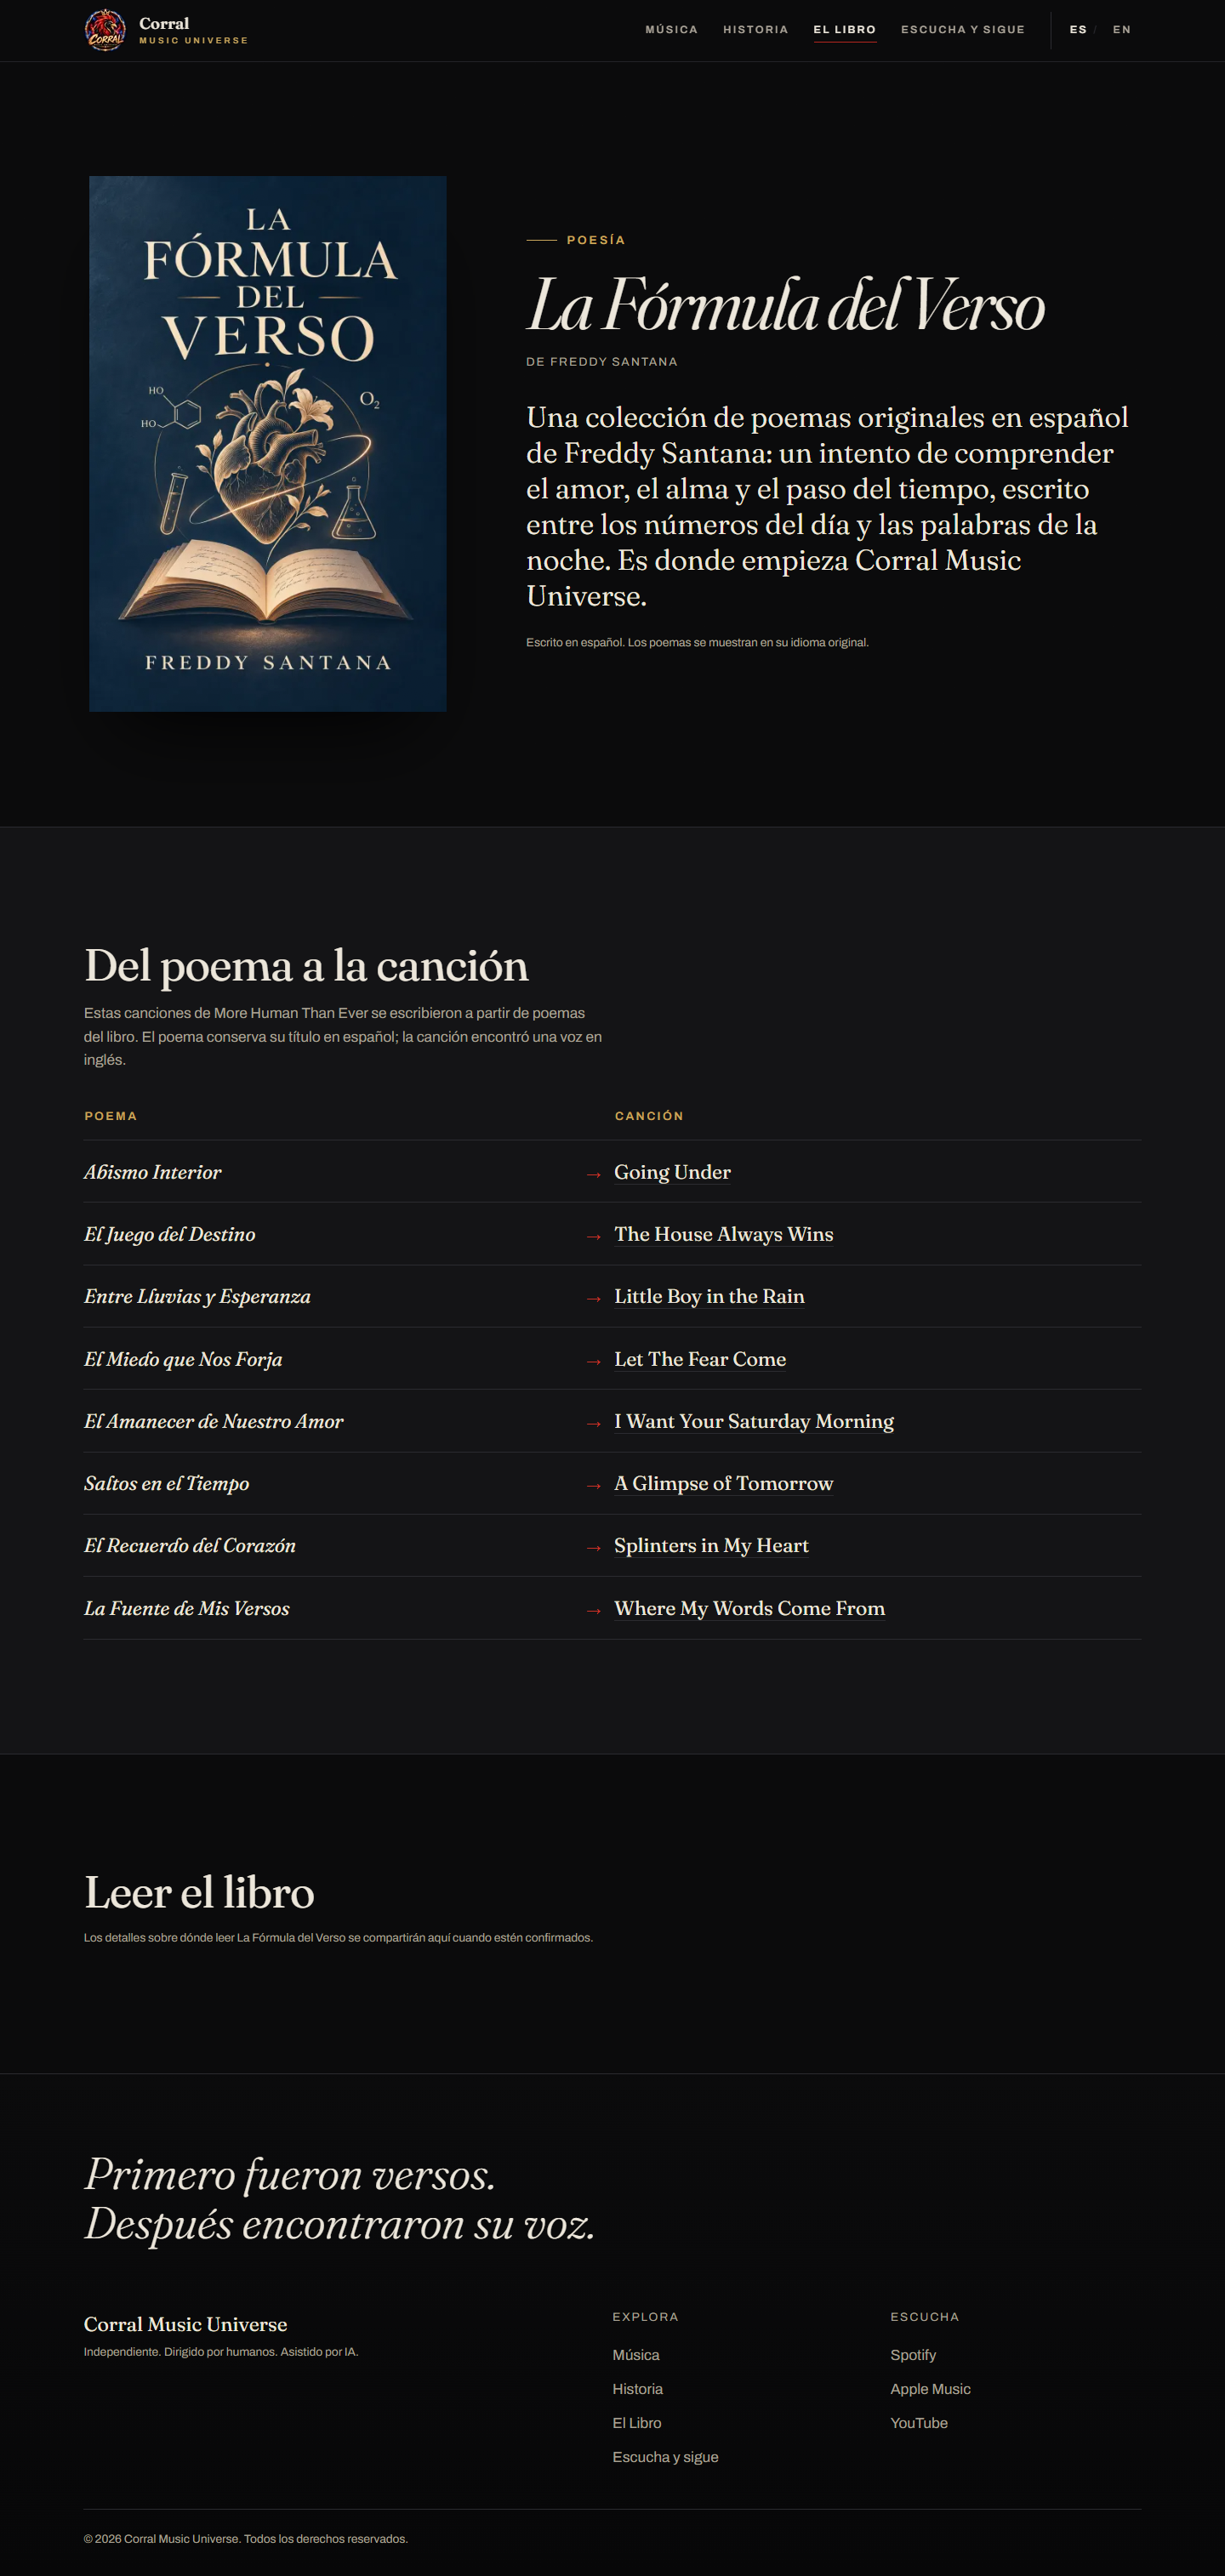 Corral
MUSIC UNIVERSE
MÚSICA
HISTORIA
EL LIBRO
ESCUCHA Y SIGUE
ES / EN
CORRAL
LA
FÓRMULA
DEL
VERSO
HO
HO
O₂
FREDDY SANTANA
POESÍA
La Fórmula del Verso
DE FREDDY SANTANA
Una colección de poemas originales en español
de Freddy Santana: un intento de comprender
el amor, el alma y el paso del tiempo, escrito
entre los números del día y las palabras de la
noche. Es donde empieza Corral Music
Universe.
Escrito en español. Los poemas se muestran en su idioma original.
Del poema a la canción
Estas canciones de More Human Than Ever se escribieron a partir de poemas
del libro. El poema conserva su título en español; la canción encontró una voz en
inglés.
POEMA CANCIÓN
Abismo Interior → Going Under
El Juego del Destino → The House Always Wins
Entre Lluvias y Esperanza → Little Boy in the Rain
El Miedo que Nos Forja → Let The Fear Come
El Amanecer de Nuestro Amor → I Want Your Saturday Morning
Saltos en el Tiempo → A Glimpse of Tomorrow
El Recuerdo del Corazón → Splinters in My Heart
La Fuente de Mis Versos → Where My Words Come From
Leer el libro
Los detalles sobre dónde leer La Fórmula del Verso se compartirán aquí cuando estén confirmados.
Primero fueron versos.
Después encontraron su voz.
Corral Music Universe
Independiente. Dirigido por humanos. Asistido por IA.
EXPLORA
Música
Historia
El Libro
Escucha y sigue
ESCUCHA
Spotify
Apple Music
YouTube
© 2026 Corral Music Universe. Todos los derechos reservados.